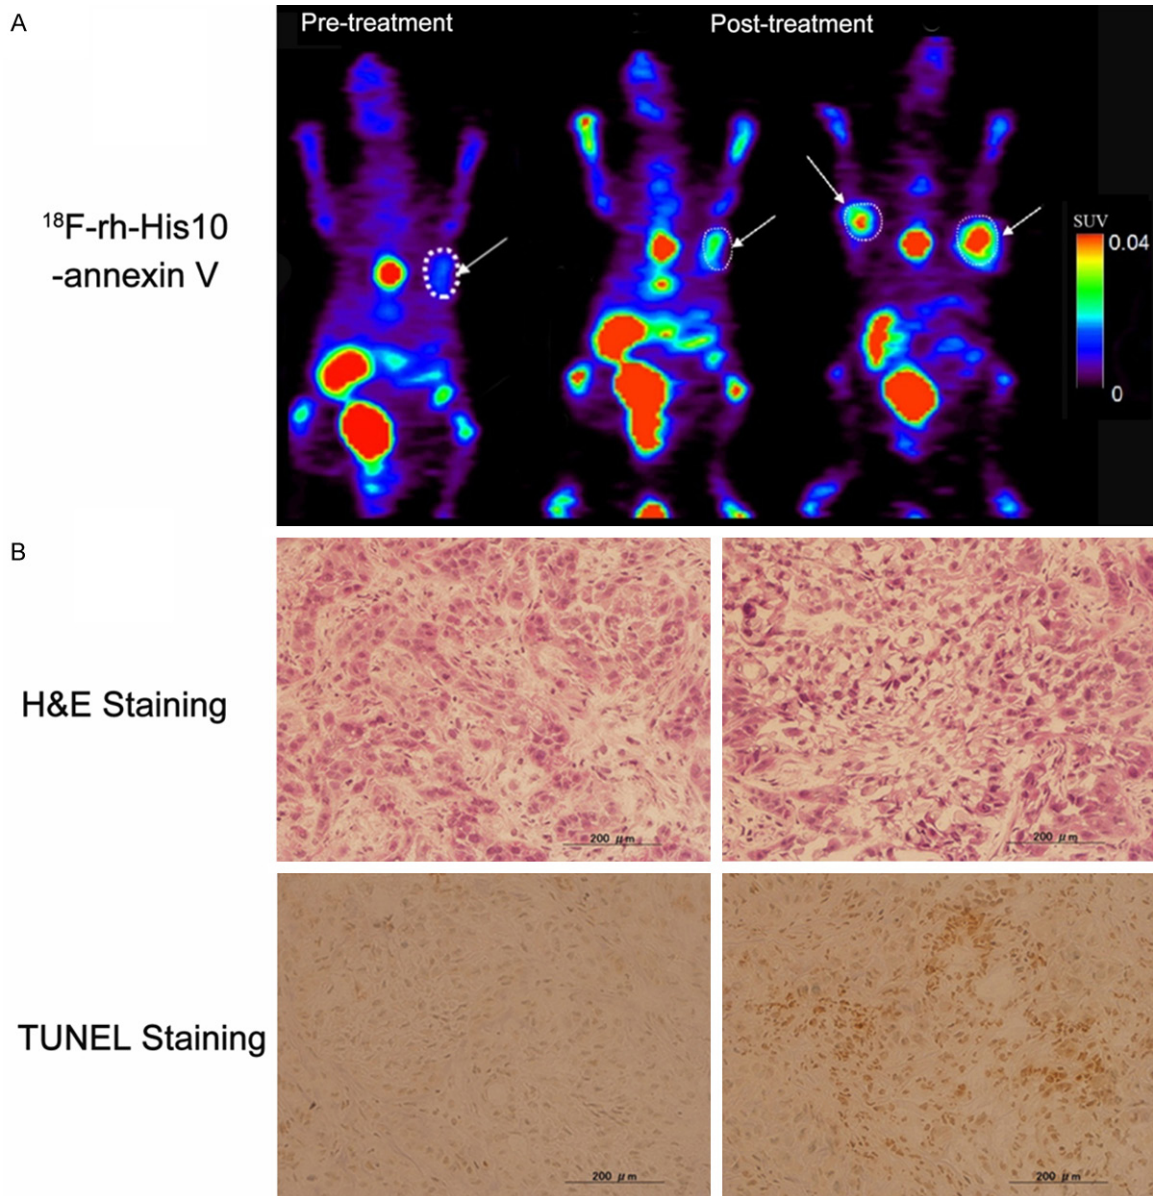 A
Pre-treatment
Post-treatment
¹⁸F-rh-His10
-annexin V
SUV
0.04
0
B
H&E Staining
200 μm
200 μm
TUNEL Staining
200 μm
200 μm